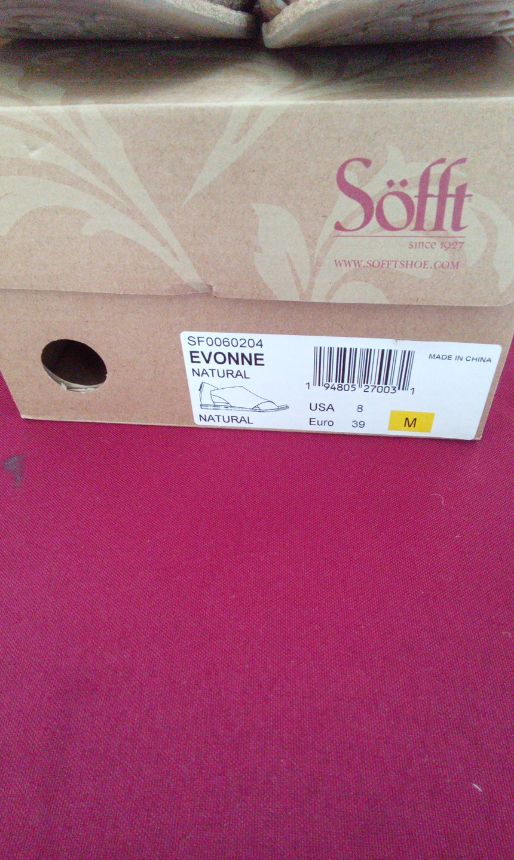 Söfft
since 1927
WWW.SOFFTSHOE.COM
SF0060204
EVONNE
NATURAL
NATURAL
1 94805 27003 1
USA 8
Euro 39
M
MADE IN CHINA